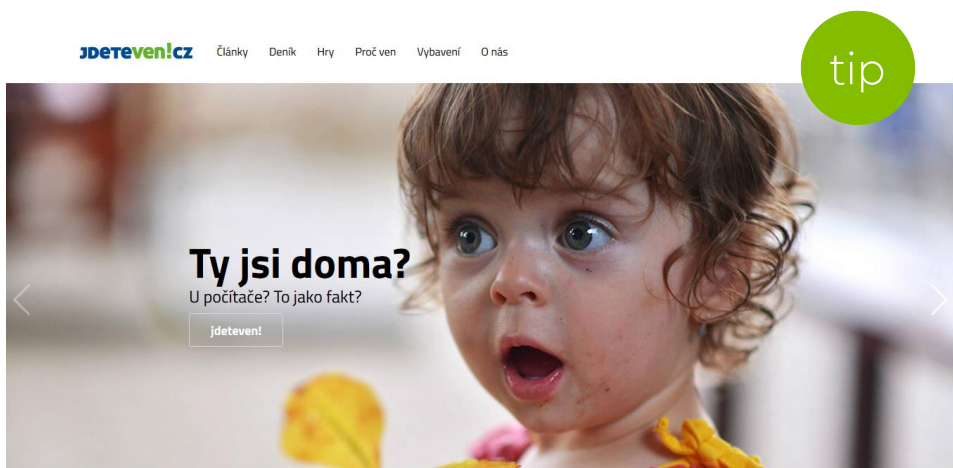 JDETEVEN!CZ
Články Deník Hry Proč ven Vybavení O nás
tip
Ty jsi doma?
U počítače? To jako fakt?
jdeteven!